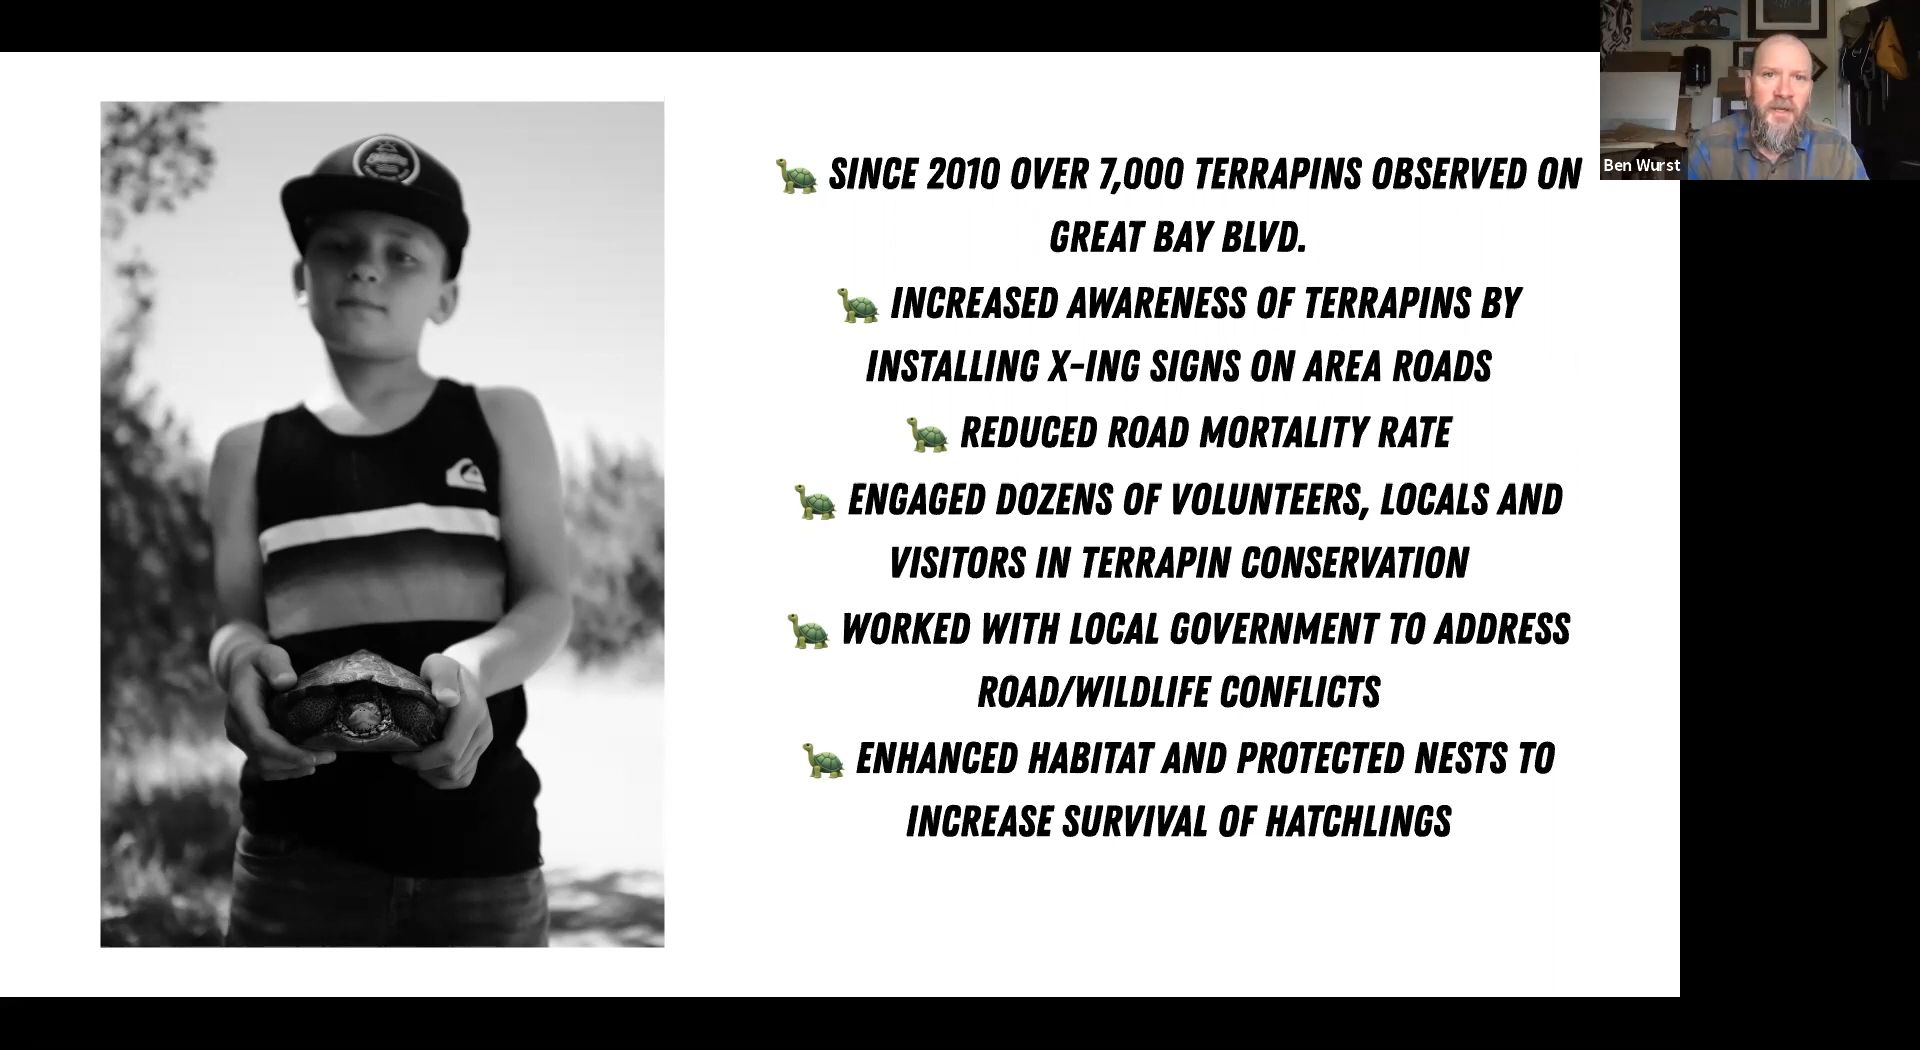 🐢 SINCE 2010 OVER 7,000 TERRAPINS OBSERVED ON
GREAT BAY BLVD.
🐢 INCREASED AWARENESS OF TERRAPINS BY
INSTALLING X-ING SIGNS ON AREA ROADS
🐢 REDUCED ROAD MORTALITY RATE
🐢 ENGAGED DOZENS OF VOLUNTEERS, LOCALS AND
VISITORS IN TERRAPIN CONSERVATION
🐢 WORKED WITH LOCAL GOVERNMENT TO ADDRESS
ROAD/WILDLIFE CONFLICTS
🐢 ENHANCED HABITAT AND PROTECTED NESTS TO
INCREASE SURVIVAL OF HATCHLINGS
Ben Wurst